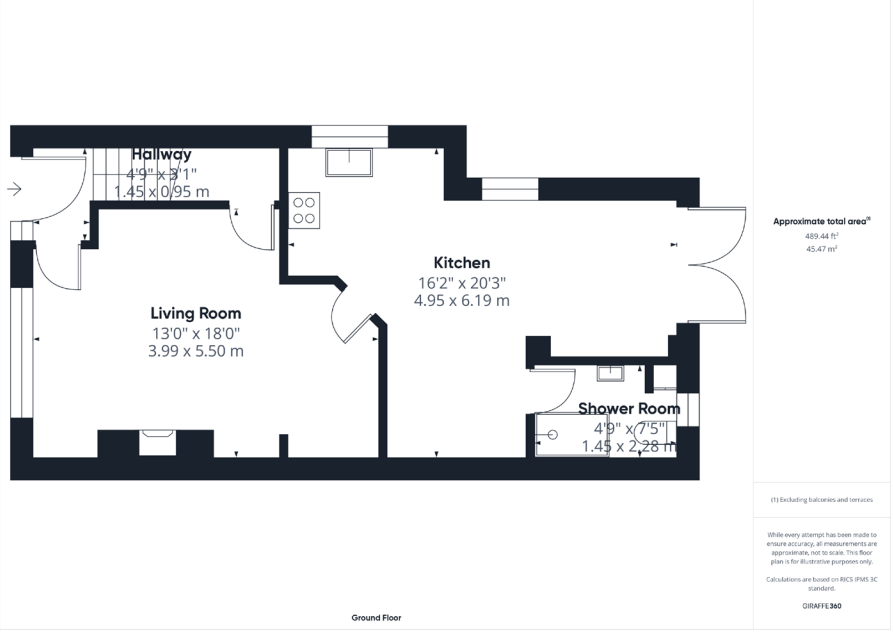 Hallway
4'9" x 3'1"
1.45 x 0.95 m
Kitchen
16'2" x 20'3"
4.95 x 6.19 m
Living Room
13'0" x 18'0"
3.99 x 5.50 m
Shower Room
4'9" x 7'5"
1.45 x 2.28 m
Ground Floor
Approximate total area(1)
489.44 ft²
45.47 m²
(1) Excluding balconies and terraces
While every attempt has been made to
ensure accuracy, all measurements are
approximate, not to scale. This floor
plan is for illustrative purposes only.
Calculations are based on RICS IPMS 3C
standard.
GIRAFFE360